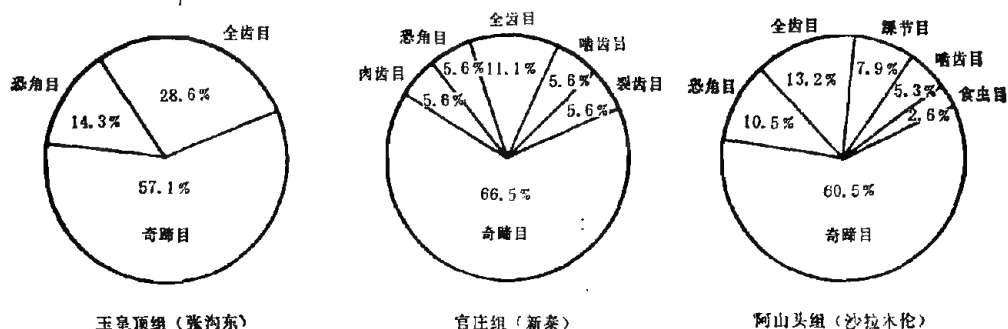 全齿目
恐角目
28.6%
14.3%
57.1%
奇蹄目
玉皇顶组（张沟东）
全齿目
恐角目
啮齿目
肉齿目
裂齿目
5.6%
11.1%
5.6%
5.6%
5.6%
66.5%
奇蹄目
官庄组（新泰）
全齿目
踝节目
啮齿目
恐角目
食虫目
13.2%
7.9%
5.3%
10.5%
2.6%
60.5%
奇蹄目
阿山头组（沙拉木伦）